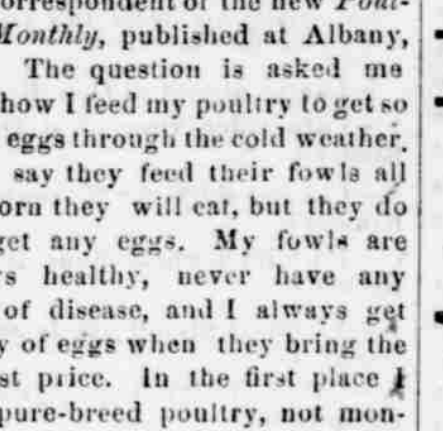 orrespondent of the new Poul-
Monthly, published at Albany,
The question is asked me
how I feed my poultry to get so
eggs through the cold weather.
say they feed their fowls all
orn they will eat, but they do
get any eggs. My fowls are
s healthy, never have any
of disease, and I always get
y of eggs when they bring the
st price. In the first place I
pure-breed poultry, not mon-